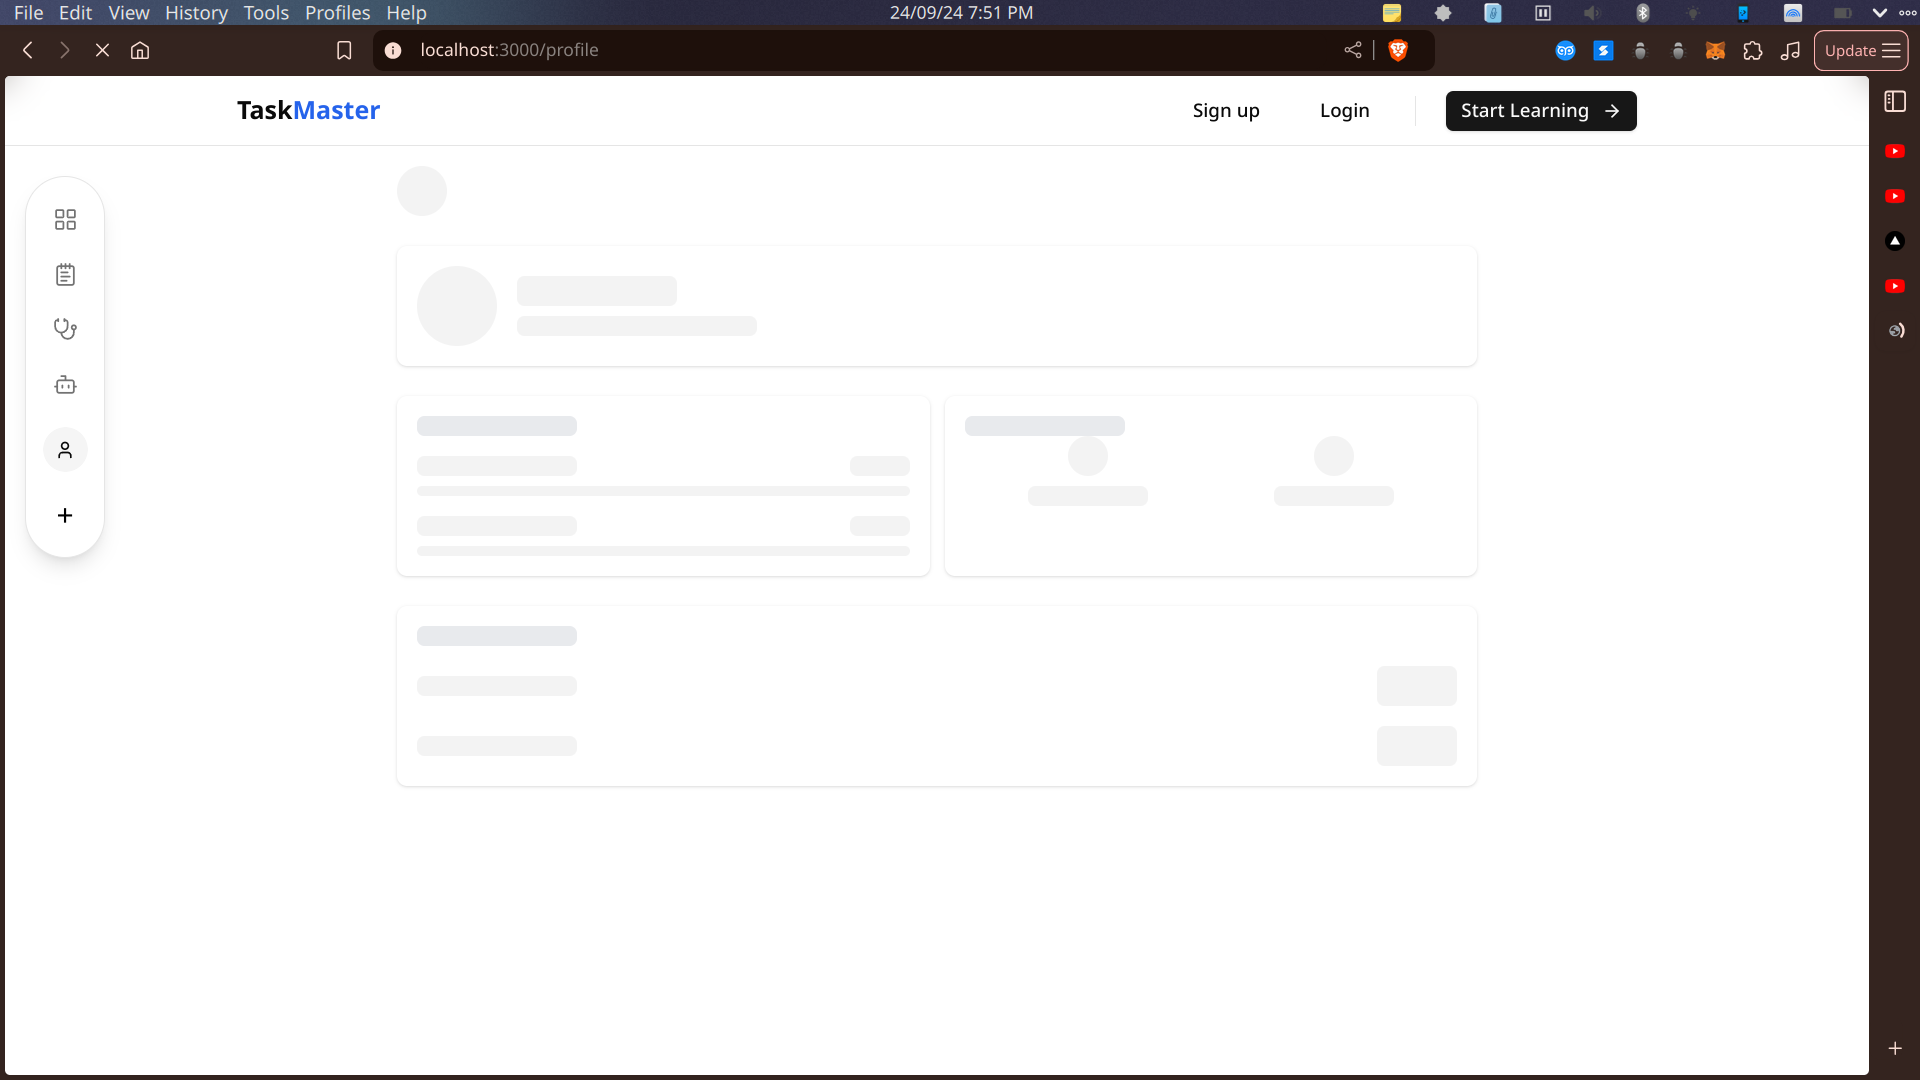 File Edit View History Tools Profiles Help
24/09/24 7:51 PM
localhost:3000/profile
Update
TaskMaster
Sign up
Login
Start Learning